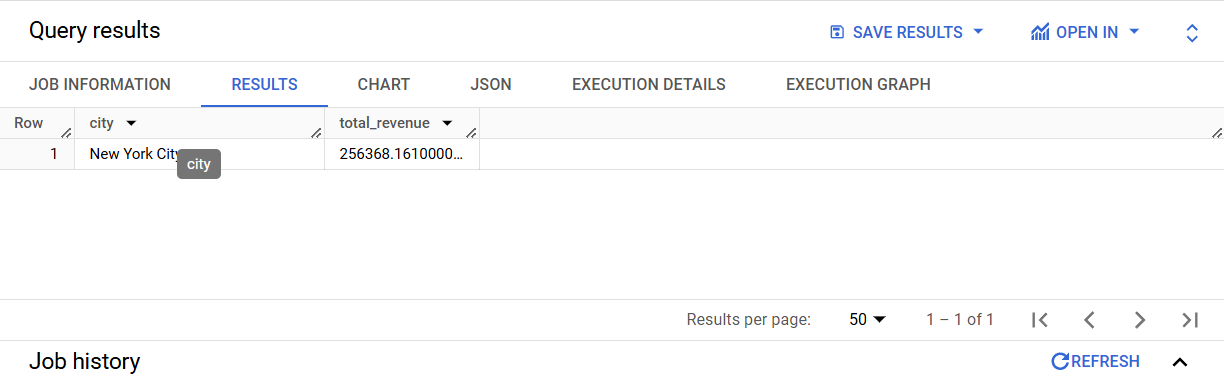 Query results SAVE RESULTS OPEN IN
JOB INFORMATION RESULTS CHART JSON EXECUTION DETAILS EXECUTION GRAPH
Row city total_revenue
1 New York City 256368.1610000...
city
Results per page: 50 1 – 1 of 1
Job history REFRESH